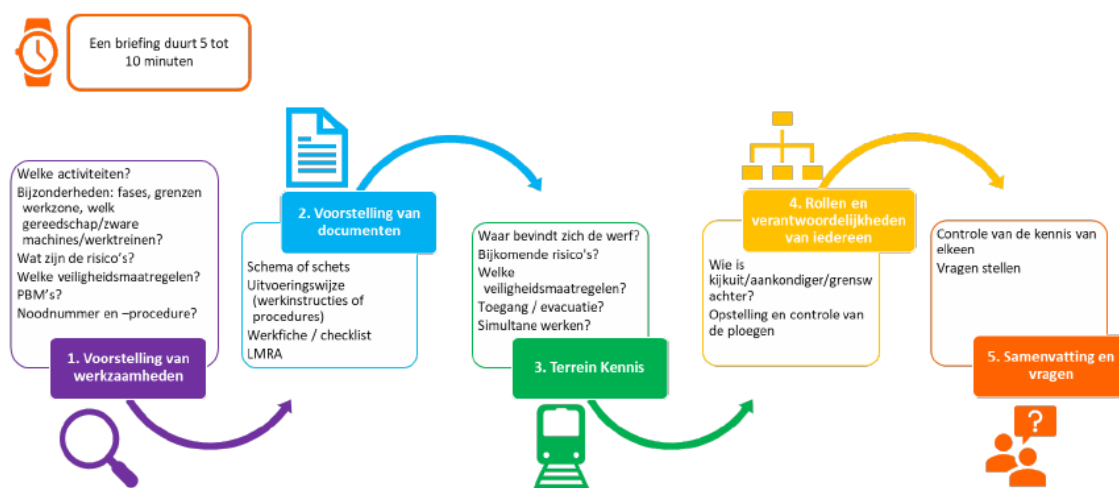 Een briefing duurt 5 tot
10 minuten
Welke activiteiten?
Bijzonderheden: fases, grenzen
werkzone, welk
gereedschap/zware
machines/werktreinen?
Wat zijn de risico's?
Welke veiligheidsmaatregelen?
PBM's?
Noodnummer en –procedure?
1. Voorstelling van
werkzaamheden
2. Voorstelling van
documenten
Schema of schets
Uitvoeringswijze
(werkinstructies of
procedures)
Werkfiche / checklist
LMRA
Waar bevindt zich de werf?
Bijkomende risico's?
Welke
veiligheidsmaatregelen?
Toegang / evacuatie?
Simultane werken?
3. Terrein Kennis
4. Rollen en
verantwoordelijkheden
van iedereen
Wie is
kijkuit/aankondiger/grensw
achter?
Opstelling en controle van
de ploegen
Controle van de kennis van
elkeen
Vragen stellen
5. Samenvatting en
vragen
?